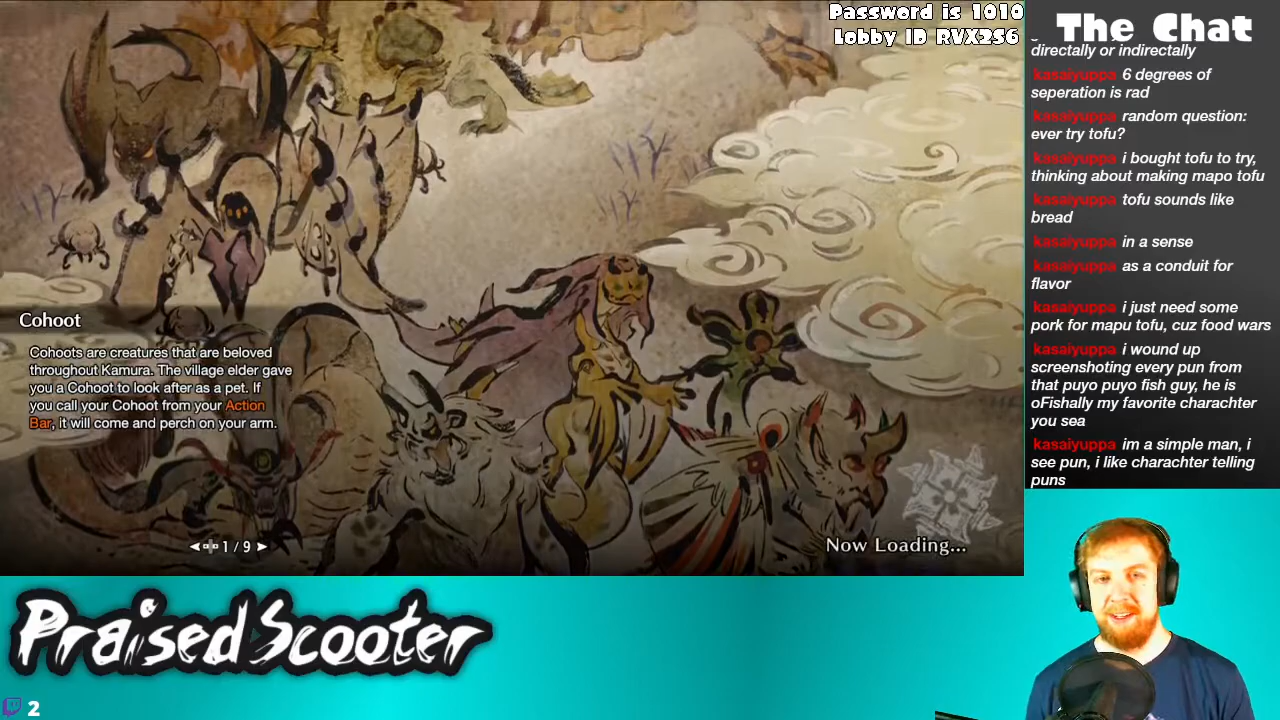 Password is 1010
Lobby ID RVX2S6
The Chat
directally or indirectally
kasaiyuppa 6 degrees of
seperation is rad
kasaiyuppa random question:
ever try tofu?
kasaiyuppa i bought tofu to try,
thinking about making mapo tofu
kasaiyuppa tofu sounds like
bread
kasaiyuppa in a sense
kasaiyuppa as a conduit for
flavor
kasaiyuppa i just need some
pork for mapu tofu, cuz food wars
kasaiyuppa i wound up
screenshoting every pun from
that puyo puyo fish guy, he is
oFishally my favorite charachter
you sea
kasaiyuppa im a simple man, i
see pun, i like charachter telling
puns
Cohoot
Cohoots are creatures that are beloved
throughout Kamura. The village elder gave
you a Cohoot to look after as a pet. If
you call your Cohoot from your Action
Bar, it will come and perch on your arm.
1 / 9
Now Loading...
PraisedScooter
2